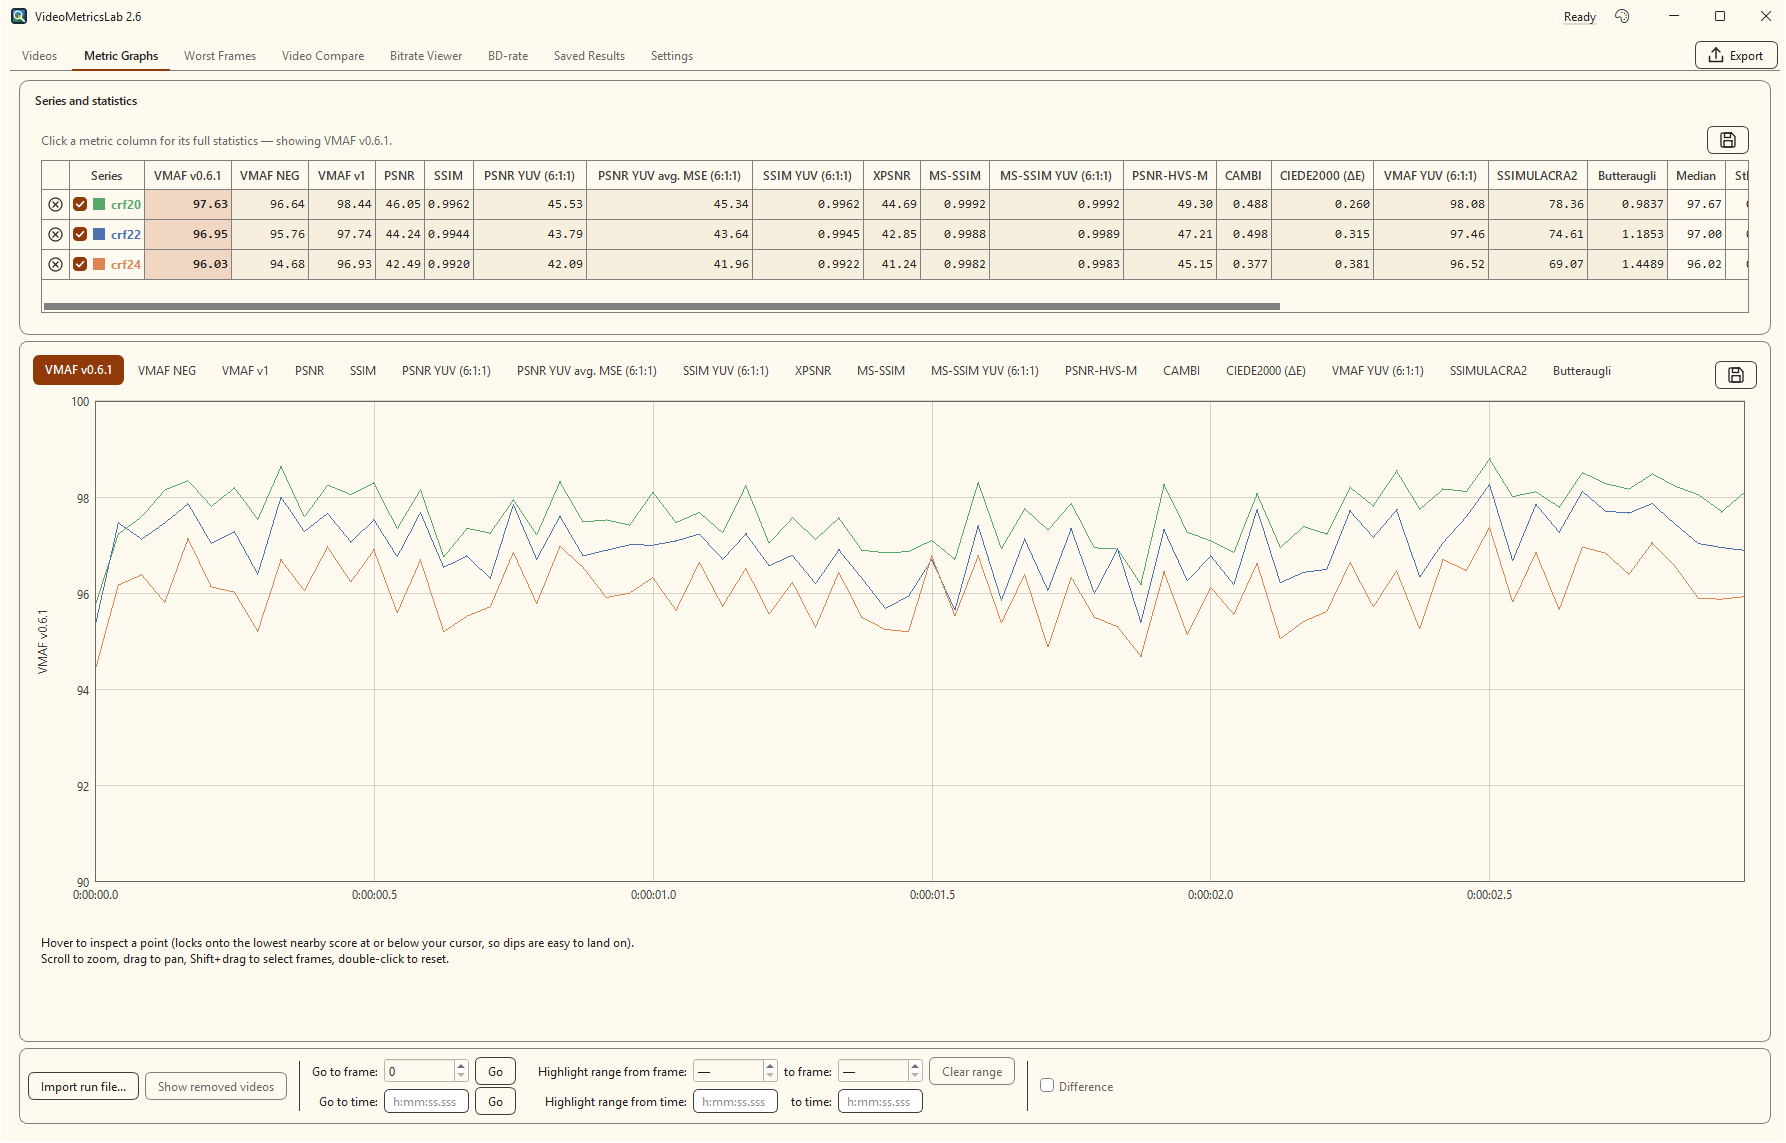 VideoMetricsLab 2.6
Ready
Videos Metric Graphs Worst Frames Video Compare Bitrate Viewer BD-rate Saved Results Settings
Export
Series and statistics
Click a metric column for its full statistics — showing VMAF v0.6.1.
Series VMAF v0.6.1 VMAF NEG VMAF v1 PSNR SSIM PSNR YUV (6:1:1) PSNR YUV avg. MSE (6:1:1) SSIM YUV (6:1:1) XPSNR MS-SSIM MS-SSIM YUV (6:1:1) PSNR-HVS-M CAMBI CIEDE2000 (ΔE) VMAF YUV (6:1:1) SSIMULACRA2 Butteraugli Median
crf20 97.63 96.64 98.44 46.05 0.9962 45.53 45.34 0.9962 44.69 0.9992 0.9992 49.30 0.488 0.260 98.08 78.36 0.9837 97.67
crf22 96.95 95.76 97.74 44.24 0.9944 43.79 43.64 0.9945 42.85 0.9988 0.9989 47.21 0.498 0.315 97.46 74.61 1.1853 97.00
crf24 96.03 94.68 96.93 42.49 0.9920 42.09 41.96 0.9922 41.24 0.9982 0.9983 45.15 0.377 0.381 96.52 69.07 1.4489 96.02
VMAF v0.6.1 VMAF NEG VMAF v1 PSNR SSIM PSNR YUV (6:1:1) PSNR YUV avg. MSE (6:1:1) SSIM YUV (6:1:1) XPSNR MS-SSIM MS-SSIM YUV (6:1:1) PSNR-HVS-M CAMBI CIEDE2000 (ΔE) VMAF YUV (6:1:1) SSIMULACRA2 Butteraugli
100
98
96
94
92
90
VMAF v0.6.1
0:00:00.0 0:00:00.5 0:00:01.0 0:00:01.5 0:00:02.0 0:00:02.5
Hover to inspect a point (locks onto the lowest nearby score at or below your cursor, so dips are easy to land on).
Scroll to zoom, drag to pan, Shift+drag to select frames, double-click to reset.
Import run file... Show removed videos
Go to frame: 0 Go Highlight range from frame: — to frame: — Clear range
Go to time: h:mm:ss.sss Go Highlight range from time: h:mm:ss.sss to time: h:mm:ss.sss
Difference